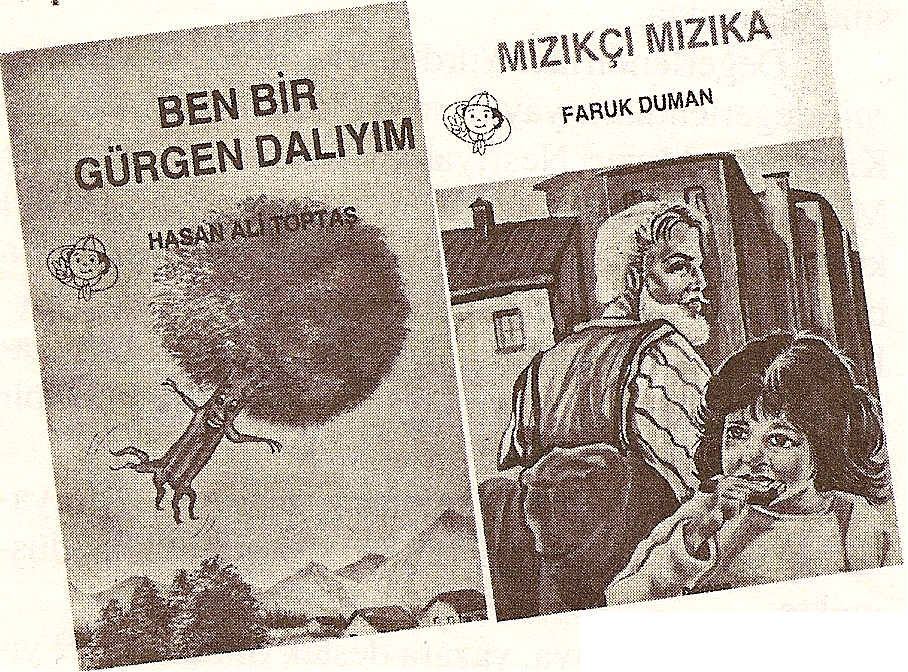 BEN BİR
GÜRGEN DALIYIM
HASAN ALİ TOPTAŞ
MIZIKÇI MIZIKA
FARUK DUMAN